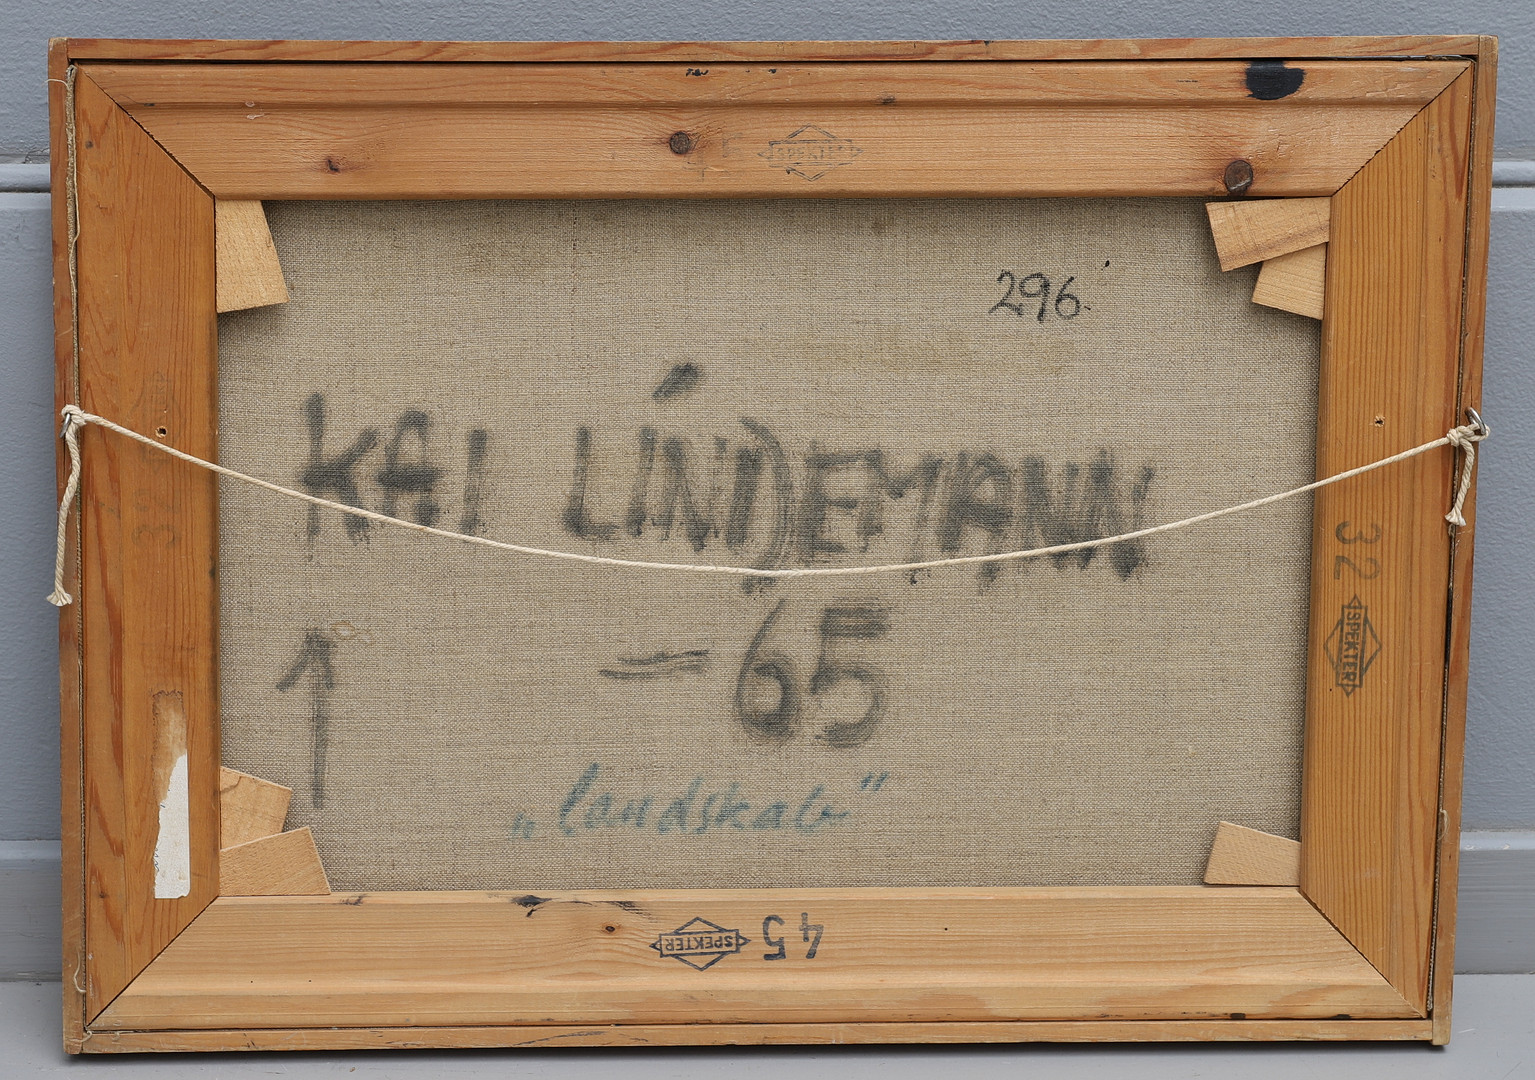 SPEKTER
296
KAI LINDEMANN
- 65
"landskab"
32 SPEKTER
SPEKTER 45